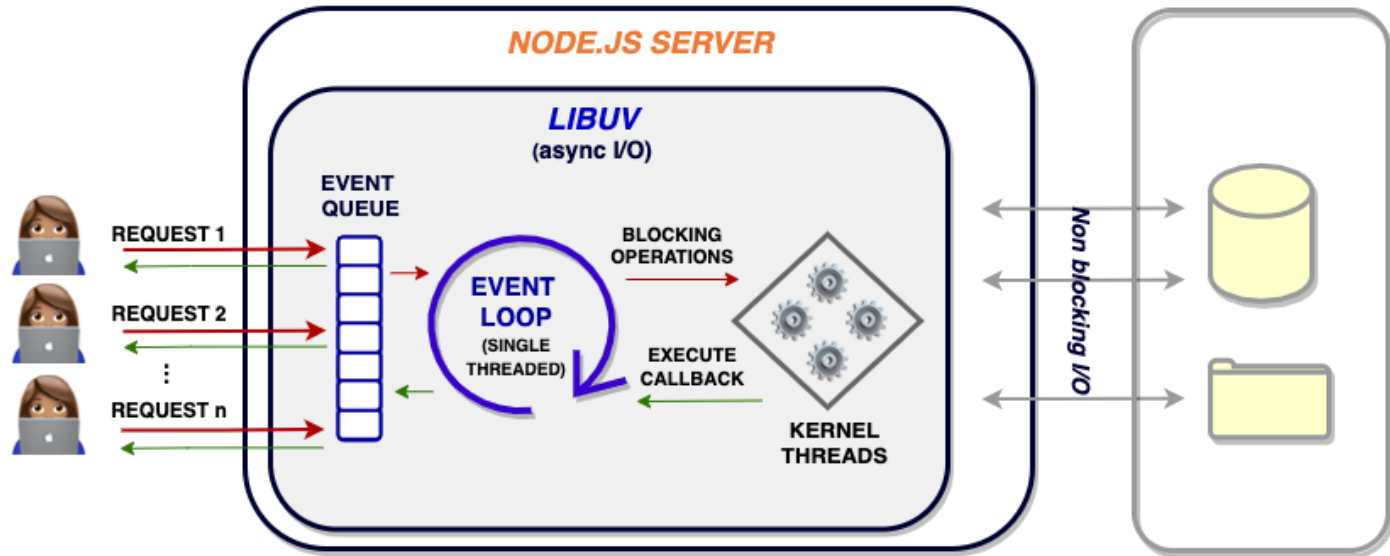 NODE.JS SERVER
LIBUV
(async I/O)
EVENT
QUEUE
REQUEST 1
REQUEST 2
...
REQUEST n
EVENT
LOOP
(SINGLE
THREADED)
BLOCKING
OPERATIONS
EXECUTE
CALLBACK
KERNEL
THREADS
Non blocking I/O